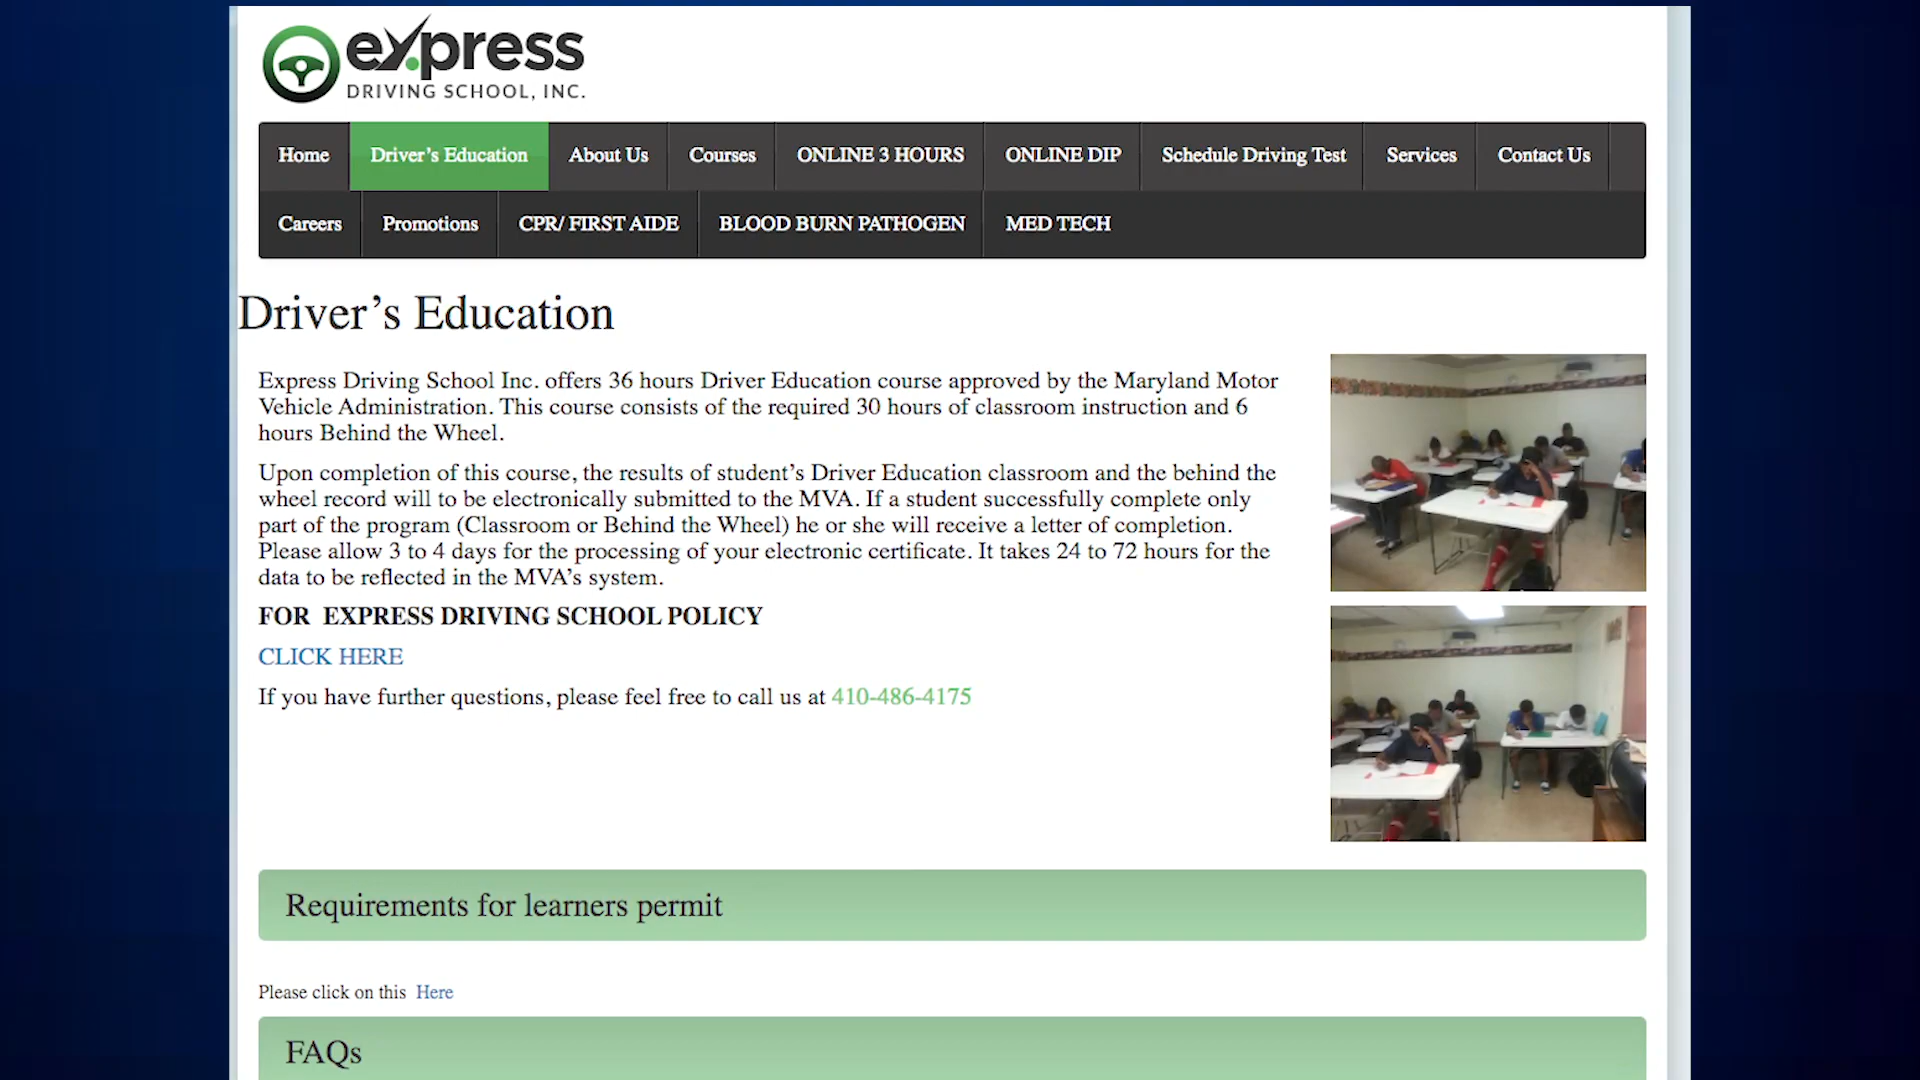 express
DRIVING SCHOOL, INC.
Home Driver's Education About Us Courses ONLINE 3 HOURS ONLINE DIP Schedule Driving Test Services Contact Us
Careers Promotions CPR/ FIRST AIDE BLOOD BURN PATHOGEN MED TECH
Driver's Education
Express Driving School Inc. offers 36 hours Driver Education course approved by the Maryland Motor
Vehicle Administration. This course consists of the required 30 hours of classroom instruction and 6
hours Behind the Wheel.
Upon completion of this course, the results of student's Driver Education classroom and the behind the
wheel record will to be electronically submitted to the MVA. If a student successfully complete only
part of the program (Classroom or Behind the Wheel) he or she will receive a letter of completion.
Please allow 3 to 4 days for the processing of your electronic certificate. It takes 24 to 72 hours for the
data to be reflected in the MVA's system.
FOR EXPRESS DRIVING SCHOOL POLICY
CLICK HERE
If you have further questions, please feel free to call us at 410-486-4175
Requirements for learners permit
Please click on this Here
FAQs